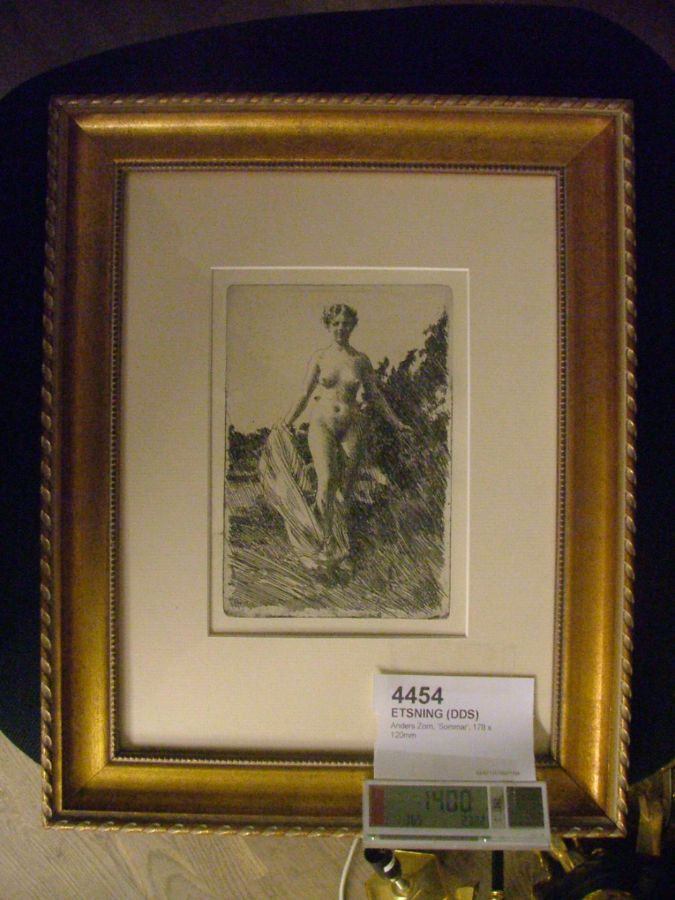 4454
ETSNING (DDS)
Anders Zorn, 'Sommar'. 178 x
120mm
1400